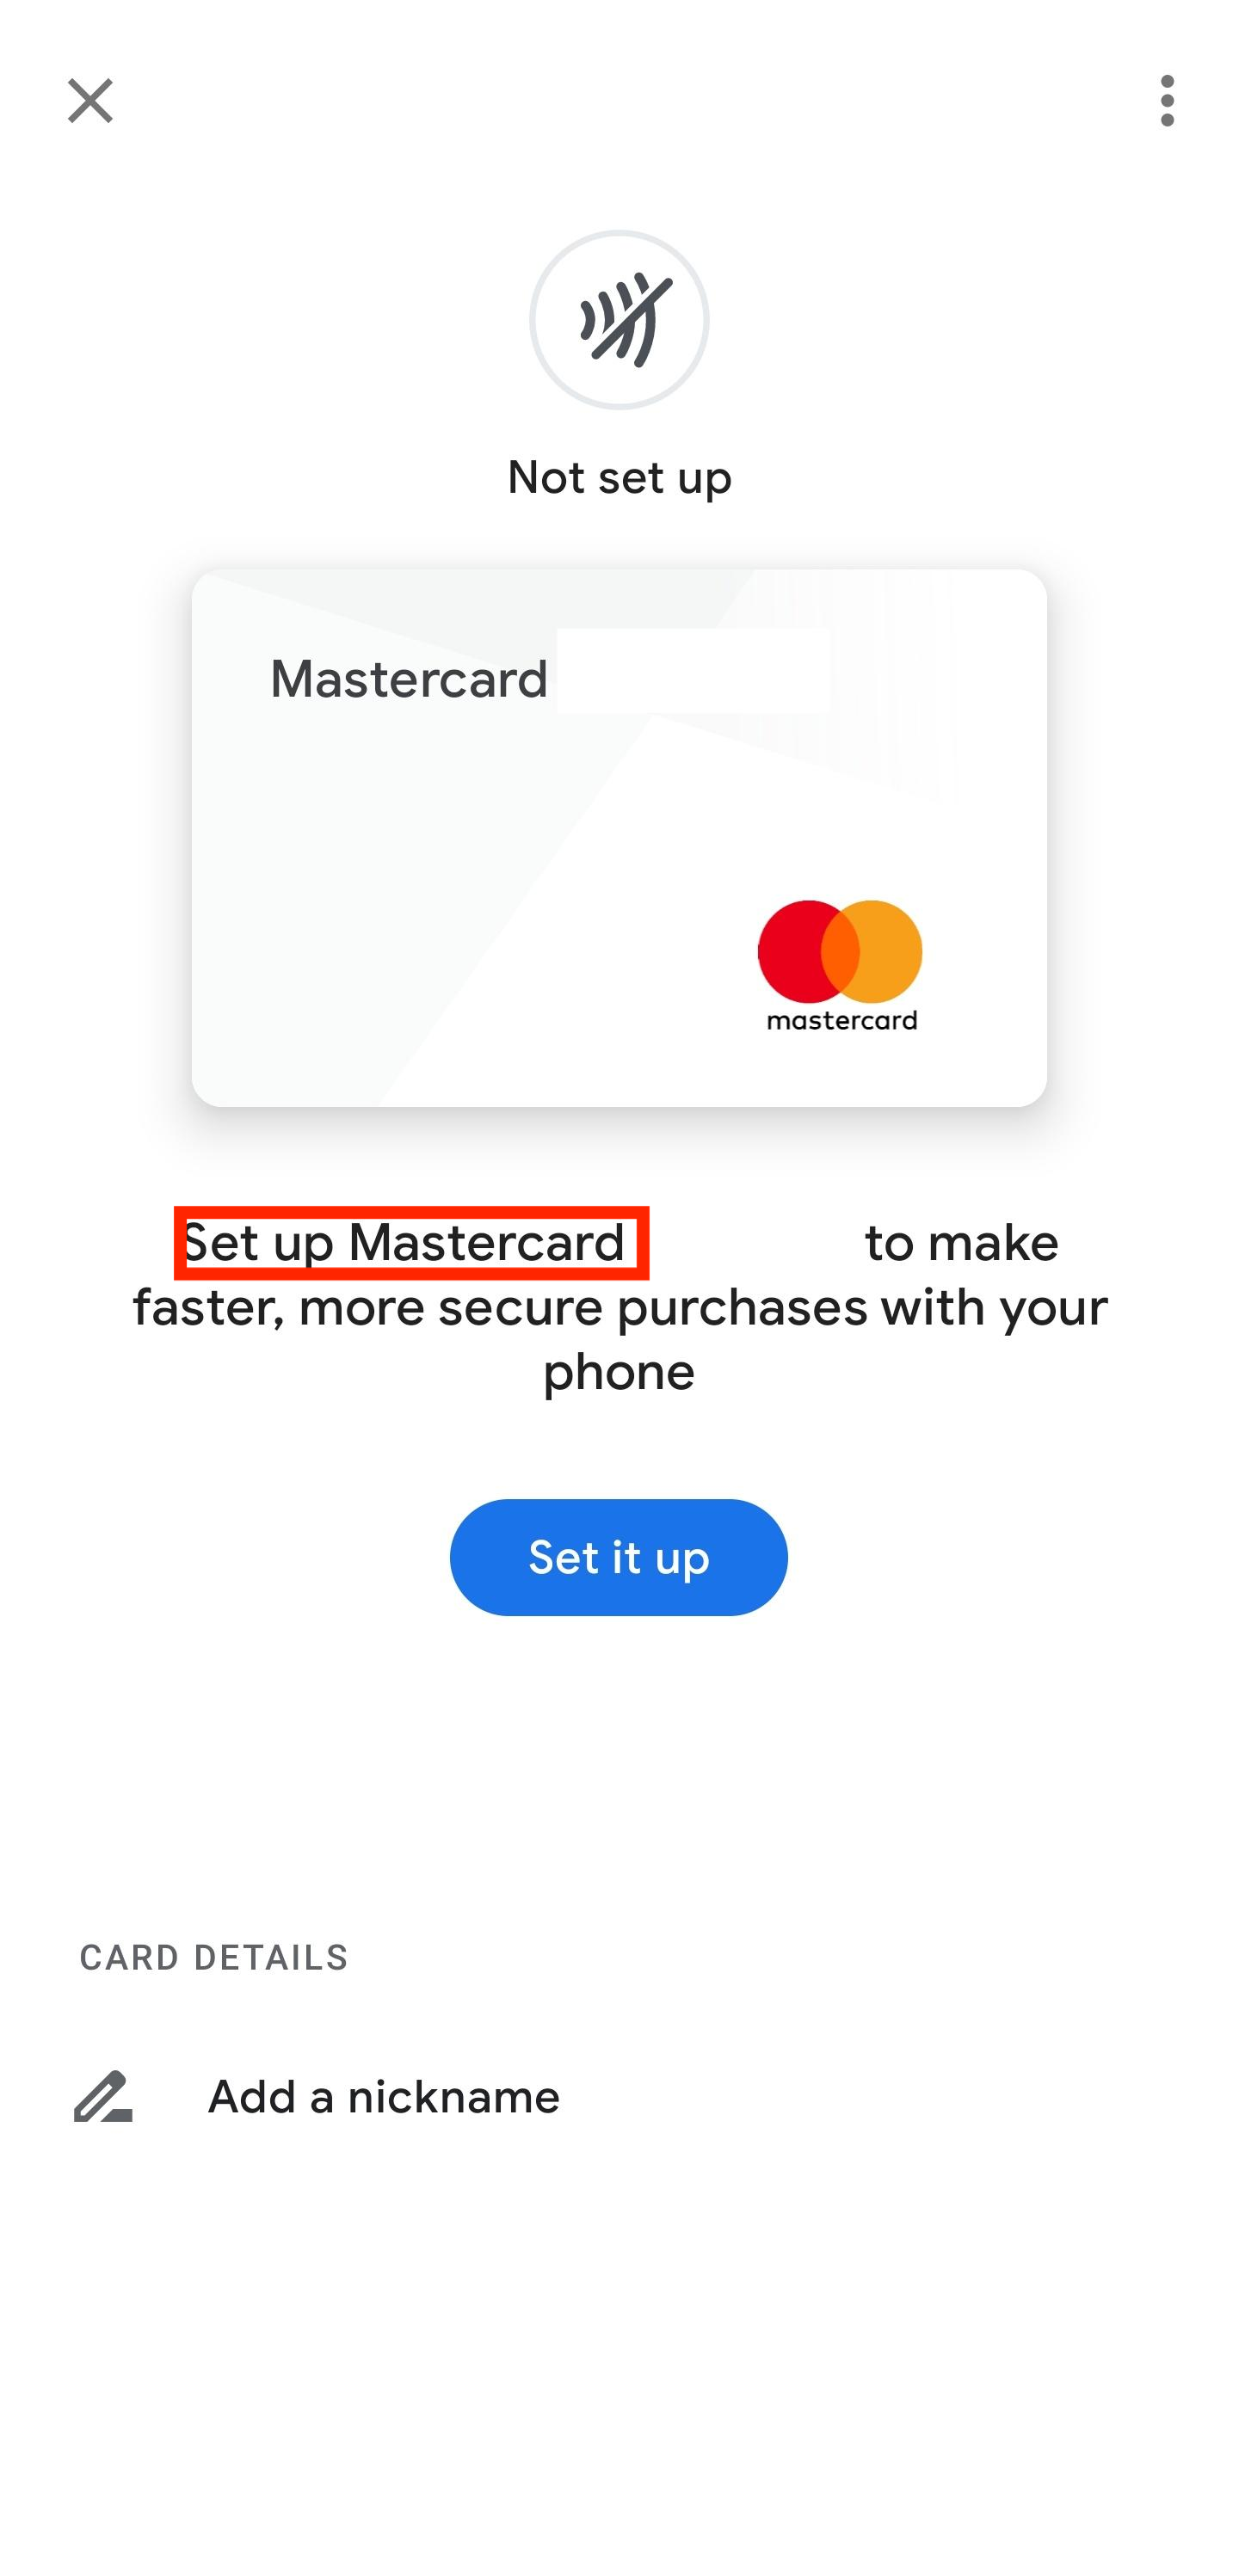 Not set up
Mastercard
mastercard
Set up Mastercard to make
faster, more secure purchases with your
phone
Set it up
CARD DETAILS
Add a nickname